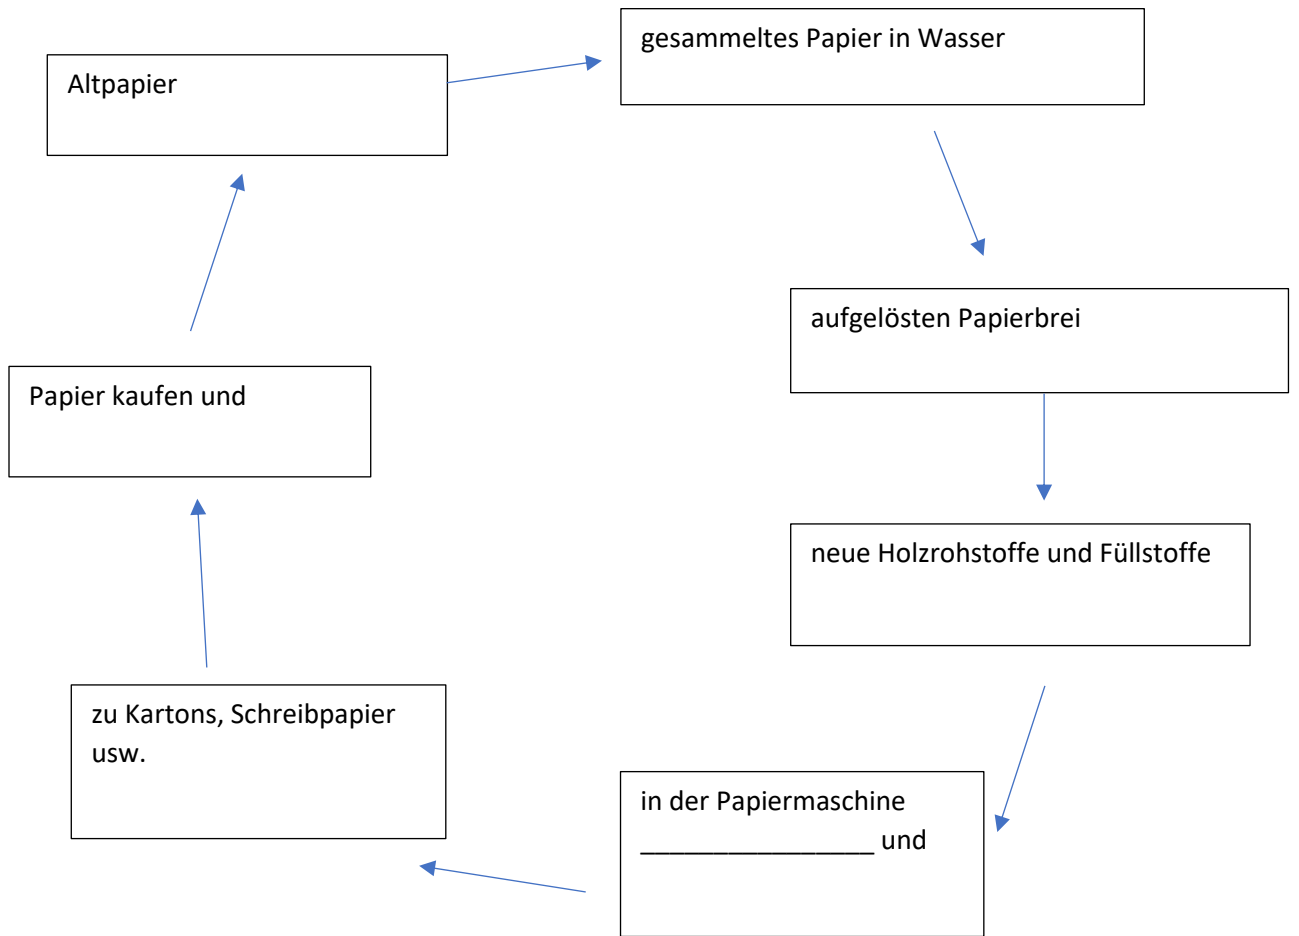 Altpapier
gesammeltes Papier in Wasser
aufgelösten Papierbrei
neue Holzrohstoffe und Füllstoffe
in der Papiermaschine
________________ und
zu Kartons, Schreibpapier
usw.
Papier kaufen und